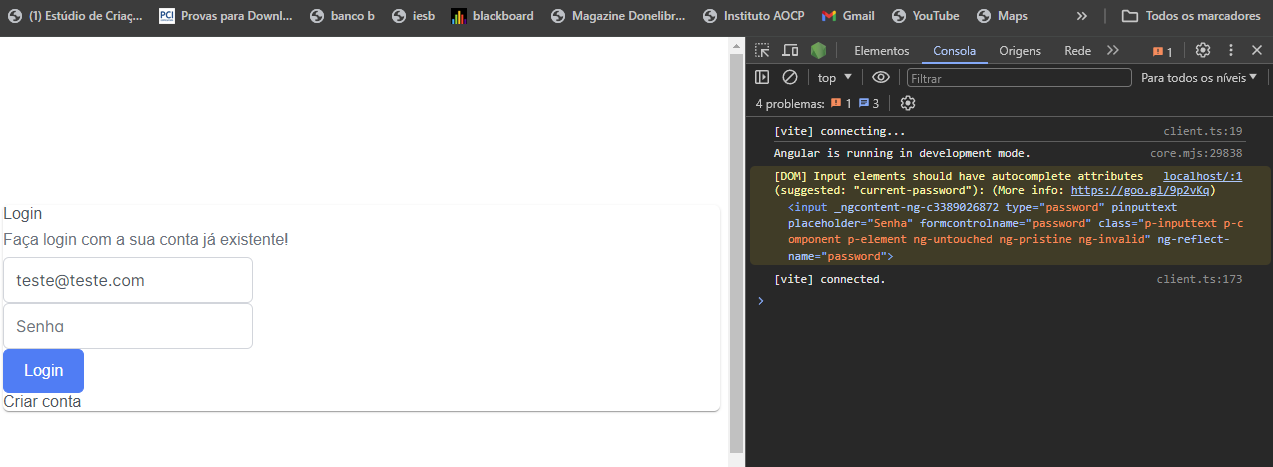 (1) Estúdio de Criaç... Provas para Downl... banco b iesb blackboard Magazine Donelibr... Instituto AOCP Gmail YouTube Maps » Todos os marcadores
Elementos Consola Origens Rede » 1
top Filtrar Para todos os níveis
4 problemas: 1 3
[vite] connecting... client.ts:19
Angular is running in development mode. core.mjs:29838
[DOM] Input elements should have autocomplete attributes localhost/:1
(suggested: "current-password"): (More info: https://goo.gl/9p2vKq)
<input _ngcontent-ng-c3389026872 type="password" pinputtext
placeholder="Senha" formcontrolname="password" class="p-inputtext p-c
omponent p-element ng-untouched ng-pristine ng-invalid" ng-reflect-
name="password">
[vite] connected. client.ts:173
>
Login
Faça login com a sua conta já existente!
teste@teste.com
Senha
Login
Criar conta